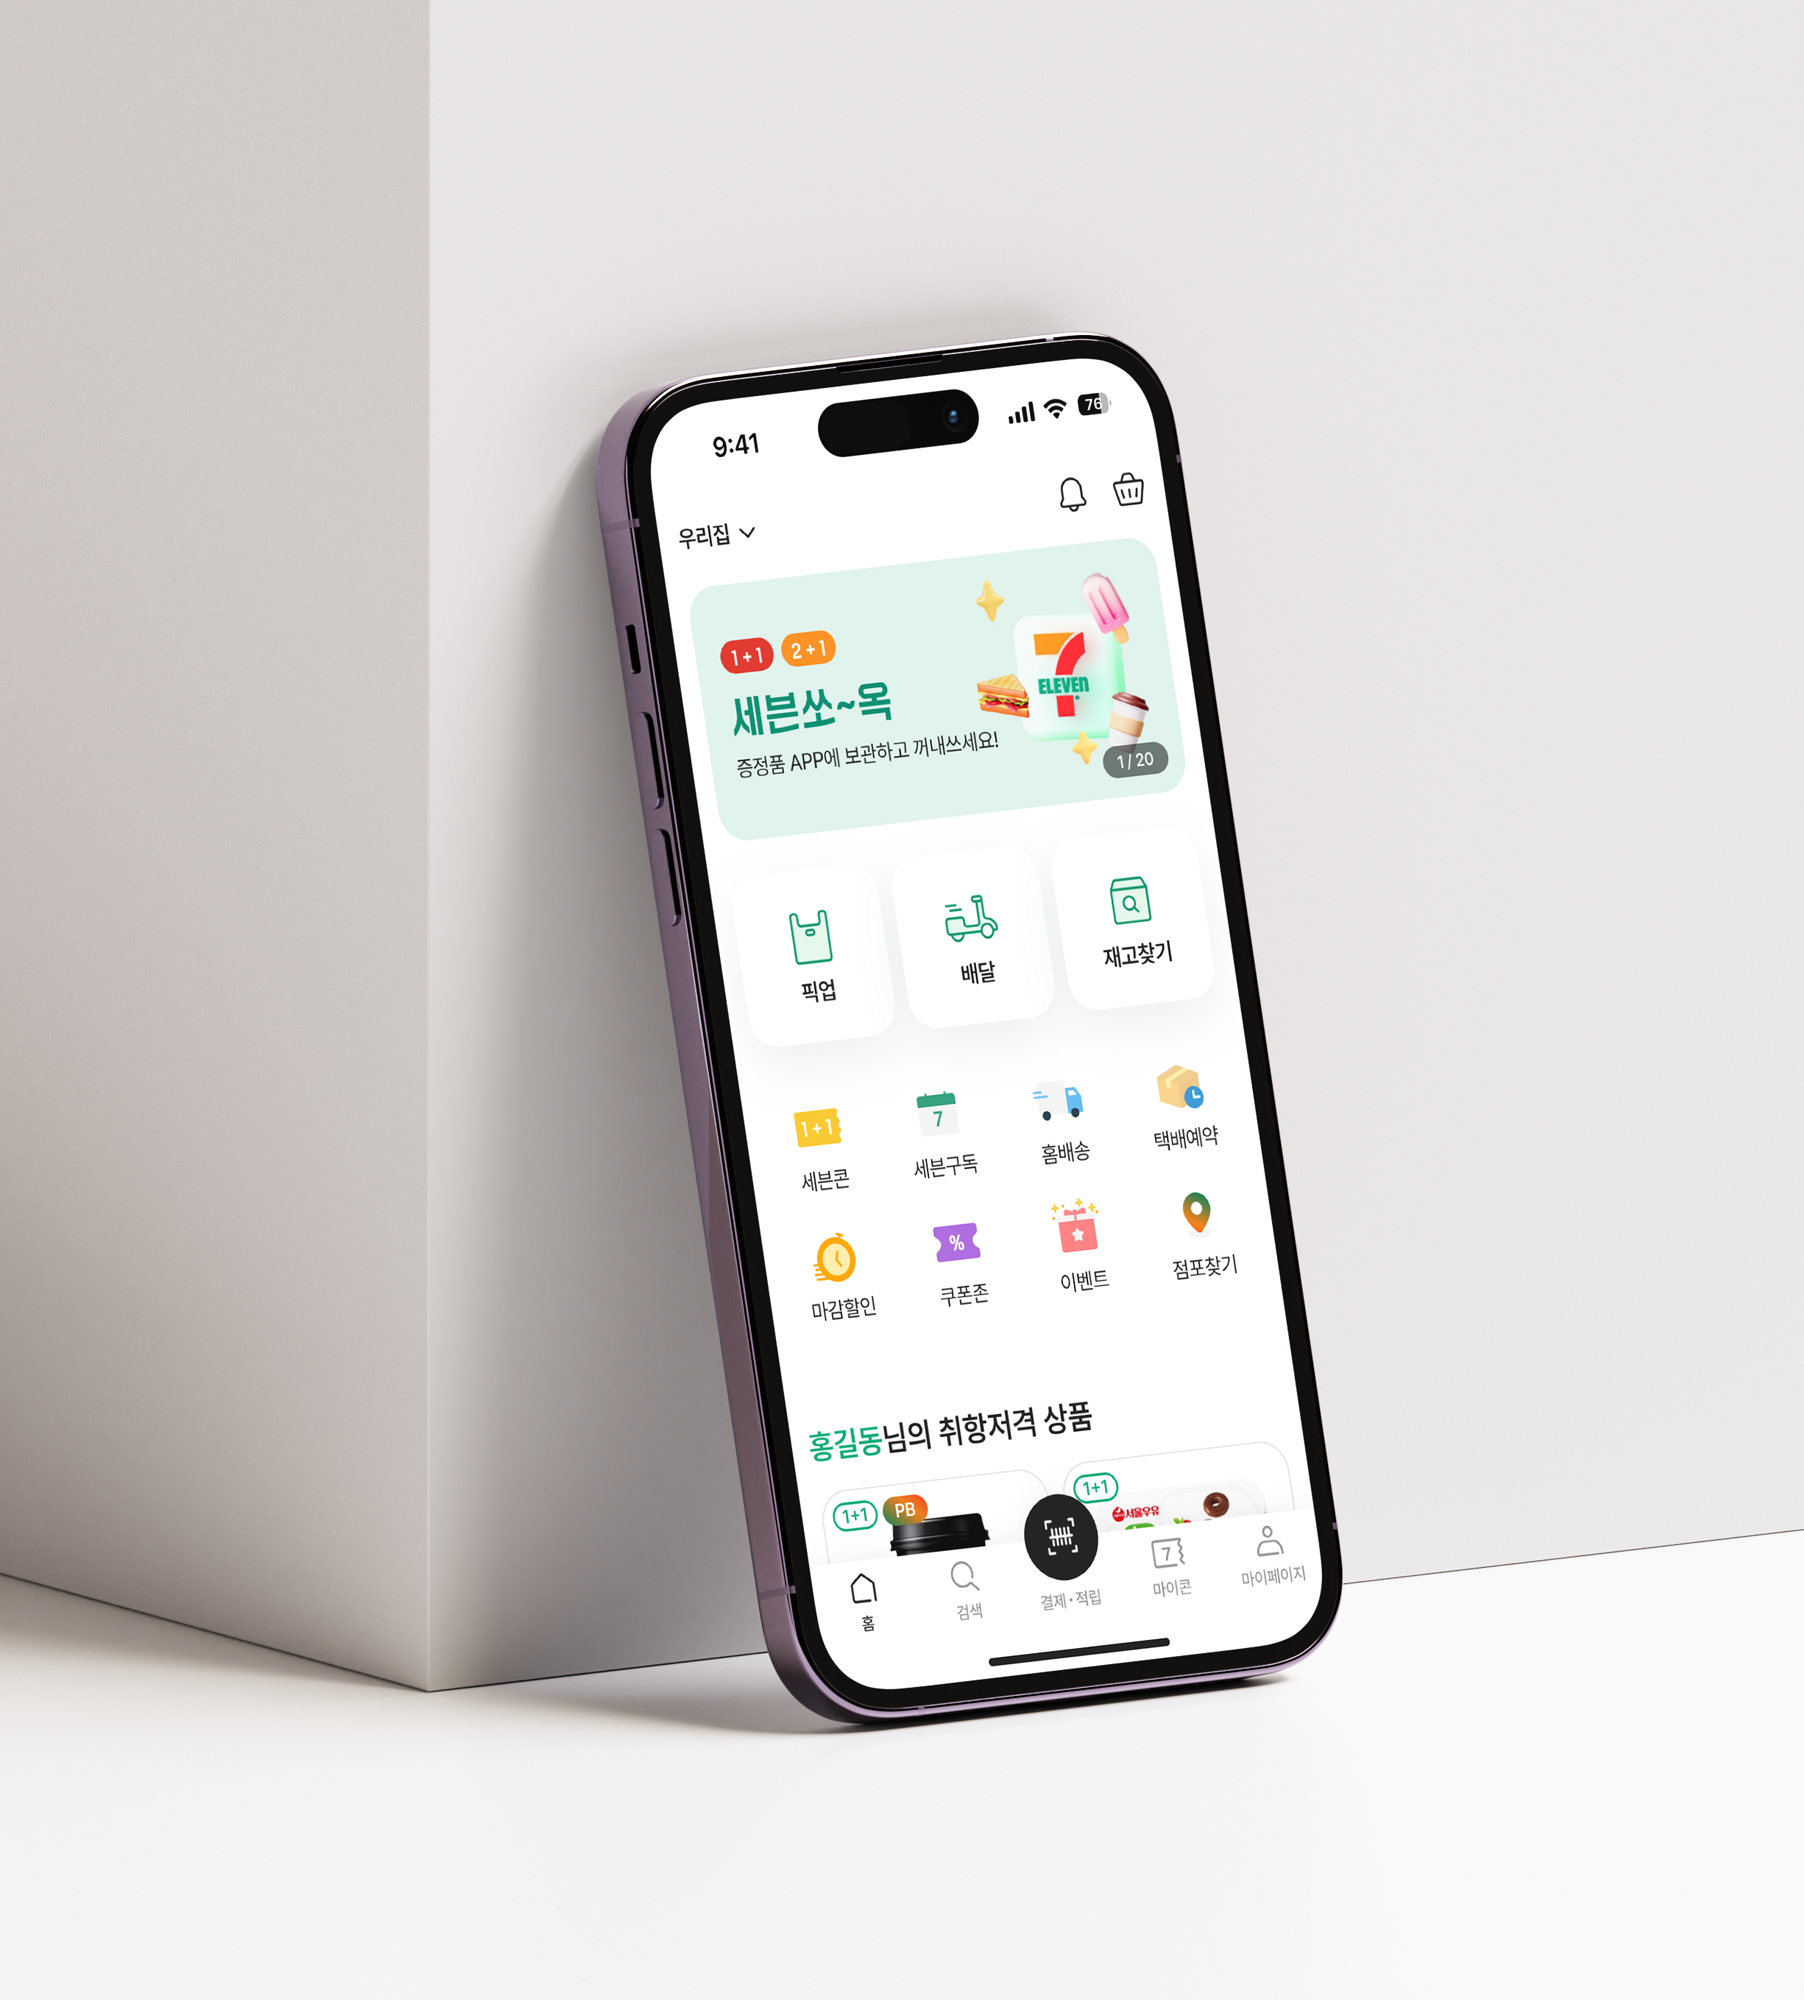 9:41
76
우리집
1+1 2+1
세븐쏘~옥
증정품 APP에 보관하고 꺼내쓰세요!
7
ELEVEn
1/20
픽업
배달
재고찾기
1+1
7
세븐콘
세븐구독
홈배송
택배예약
%
마감할인
쿠폰존
이벤트
점포찾기
홍길동님의 취향저격 상품
1+1 PB
1+1
서울우유
7
홈
검색
결제·적립
마이콘
마이페이지